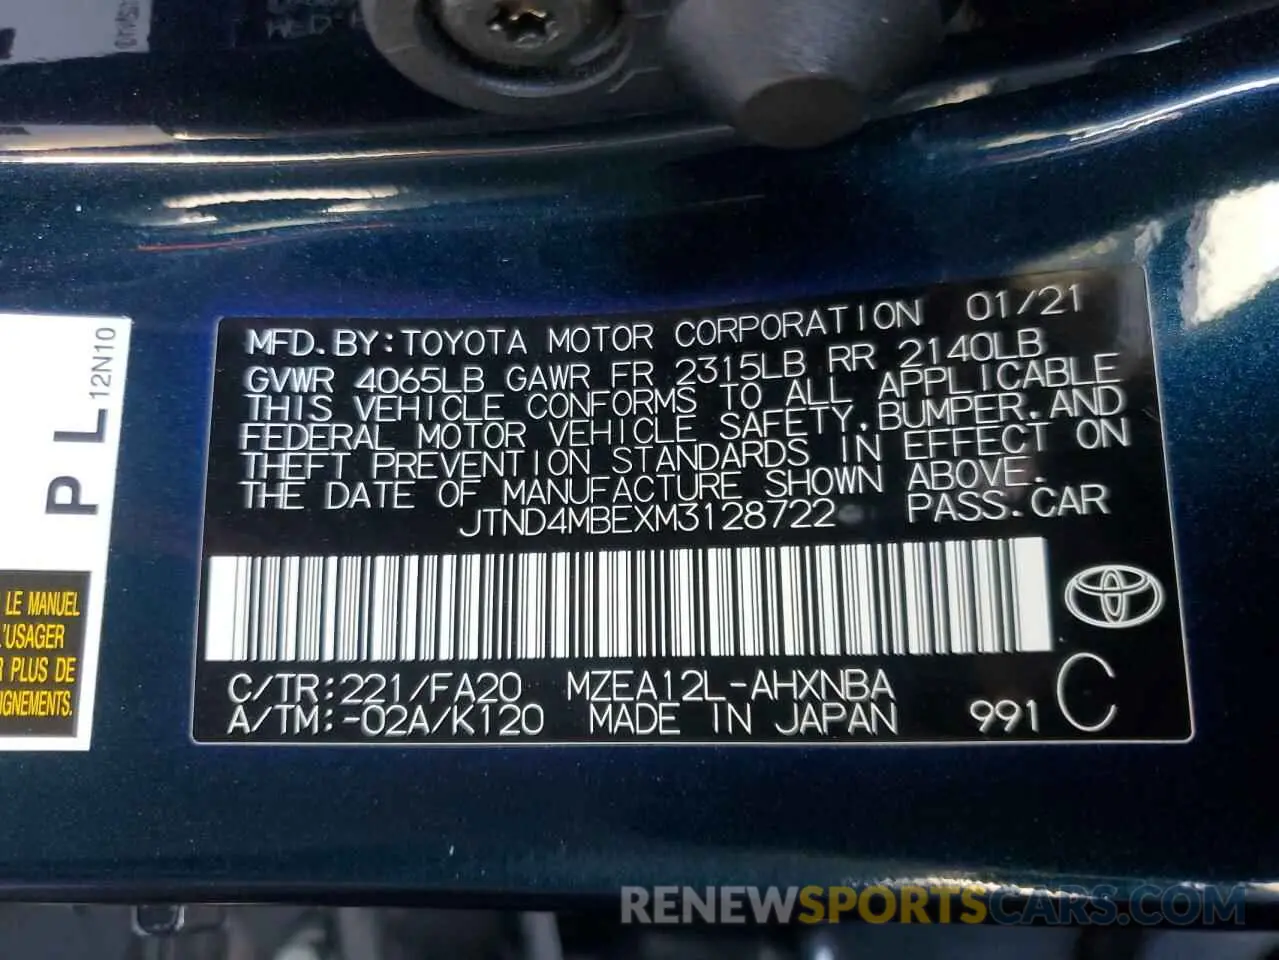 MFD. BY: TOYOTA MOTOR CORPORATION 01/21
GVWR 4065LB GAWR FR 2315LB RR 2140LB
THIS VEHICLE CONFORMS TO ALL APPLICABLE
FEDERAL MOTOR VEHICLE SAFETY, BUMPER, AND
THEFT PREVENTION STANDARDS IN EFFECT ON
THE DATE OF MANUFACTURE SHOWN ABOVE.
JTND4MBEXM3128722 PASS. CAR
C/TR: 221/FA20 MZEA12L-AHXNBA
A/TM: -02A/K120 MADE IN JAPAN 991 C
P L 12N10
LE MANUEL
L'USAGER
R PLUS DE
IGNEMENTS.
RENEWSPORTSCARS.COM